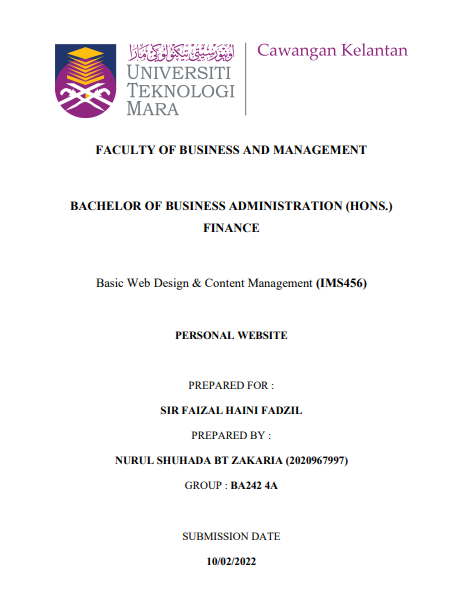 اونيۏرسيتي تيكنولوݢي مارا
UNIVERSITI
TEKNOLOGI
MARA
Cawangan Kelantan
FACULTY OF BUSINESS AND MANAGEMENT
BACHELOR OF BUSINESS ADMINISTRATION (HONS.)
FINANCE
Basic Web Design & Content Management (IMS456)
PERSONAL WEBSITE
PREPARED FOR :
SIR FAIZAL HAINI FADZIL
PREPARED BY :
NURUL SHUHADA BT ZAKARIA (2020967997)
GROUP : BA242 4A
SUBMISSION DATE
10/02/2022